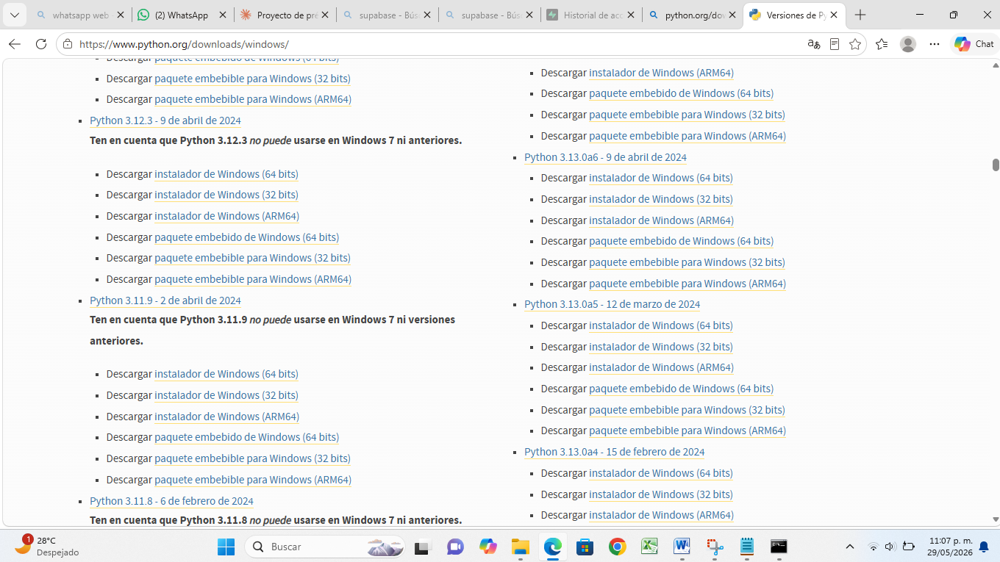 whatsapp web
(2) WhatsApp
Proyecto de pré
supabase - Bús
supabase - Bús
Historial de acc
python.org/dow
Versiones de Py
https://www.python.org/downloads/windows/
Chat
Descargar paquete embebido de Windows (64 bits)
Descargar paquete embebible para Windows (32 bits)
Descargar paquete embebible para Windows (ARM64)
Python 3.12.3 - 9 de abril de 2024
Ten en cuenta que Python 3.12.3 no puede usarse en Windows 7 ni anteriores.
Descargar instalador de Windows (64 bits)
Descargar instalador de Windows (32 bits)
Descargar instalador de Windows (ARM64)
Descargar paquete embebido de Windows (64 bits)
Descargar paquete embebible para Windows (32 bits)
Descargar paquete embebible para Windows (ARM64)
Python 3.11.9 - 2 de abril de 2024
Ten en cuenta que Python 3.11.9 no puede usarse en Windows 7 ni versiones
anteriores.
Descargar instalador de Windows (64 bits)
Descargar instalador de Windows (32 bits)
Descargar instalador de Windows (ARM64)
Descargar paquete embebido de Windows (64 bits)
Descargar paquete embebible para Windows (32 bits)
Descargar paquete embebible para Windows (ARM64)
Python 3.11.8 - 6 de febrero de 2024
Ten en cuenta que Python 3.11.8 no puede usarse en Windows 7 ni anteriores.
Descargar instalador de Windows (ARM64)
Descargar paquete embebido de Windows (64 bits)
Descargar paquete embebible para Windows (32 bits)
Descargar paquete embebible para Windows (ARM64)
Python 3.13.0a6 - 9 de abril de 2024
Descargar instalador de Windows (64 bits)
Descargar instalador de Windows (32 bits)
Descargar instalador de Windows (ARM64)
Descargar paquete embebido de Windows (64 bits)
Descargar paquete embebible para Windows (32 bits)
Descargar paquete embebible para Windows (ARM64)
Python 3.13.0a5 - 12 de marzo de 2024
Descargar instalador de Windows (64 bits)
Descargar instalador de Windows (32 bits)
Descargar instalador de Windows (ARM64)
Descargar paquete embebido de Windows (64 bits)
Descargar paquete embebible para Windows (32 bits)
Descargar paquete embebible para Windows (ARM64)
Python 3.13.0a4 - 15 de febrero de 2024
Descargar instalador de Windows (64 bits)
Descargar instalador de Windows (32 bits)
Descargar instalador de Windows (ARM64)
1
28°C
Despejado
Buscar
11:07 p. m.
29/05/2026